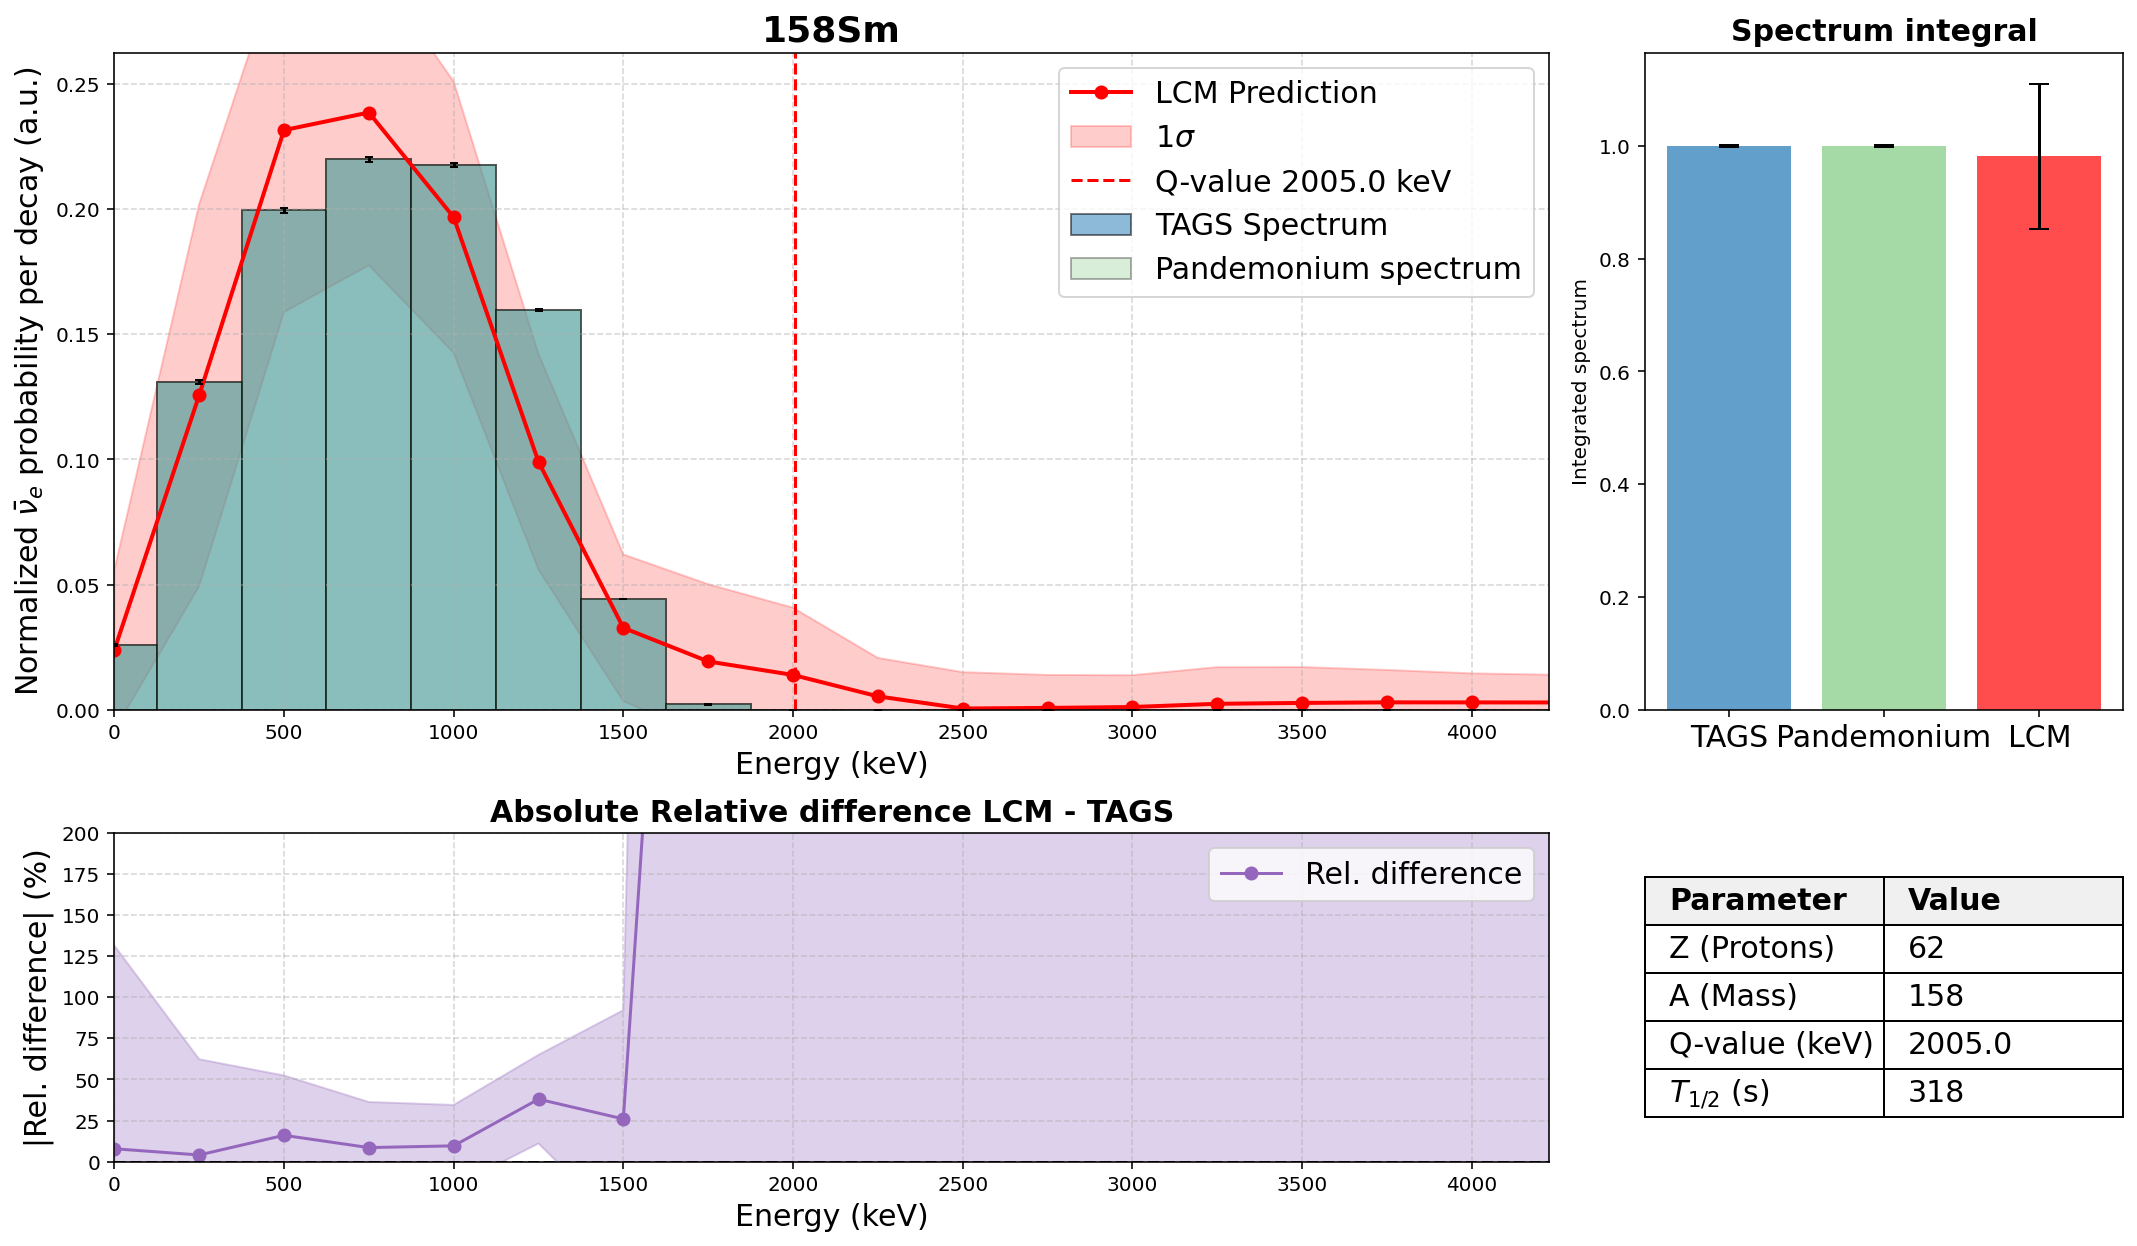 158Sm
Normalized ν̄e probability per decay (a.u.)
0.25
0.20
0.15
0.10
0.05
0.00
LCM Prediction
1σ
Q-value 2005.0 keV
TAGS Spectrum
Pandemonium spectrum
0 500 1000 1500 2000 2500 3000 3500 4000
Energy (keV)
Spectrum integral
Integrated spectrum
1.0
0.8
0.6
0.4
0.2
0.0
TAGS Pandemonium LCM
Absolute Relative difference LCM - TAGS
|Rel. difference| (%)
200
175
150
125
100
75
50
25
0
Rel. difference
0 500 1000 1500 2000 2500 3000 3500 4000
Energy (keV)
Parameter Value
Z (Protons) 62
A (Mass) 158
Q-value (keV) 2005.0
T1/2 (s) 318